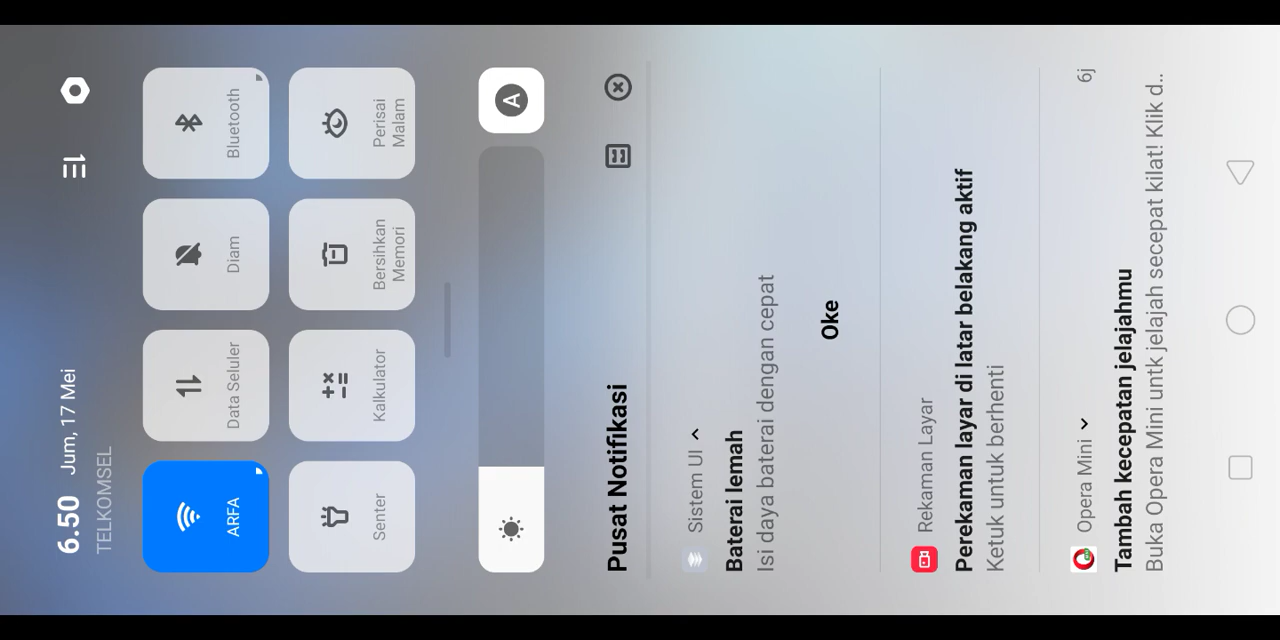 6.50 Jum, 17 Mei
TELKOMSEL
ARFA
Data Seluler
Diam
Bluetooth
Senter
Kalkulator
Bersihkan
Memori
Perisai
Malam
A
Pusat Notifikasi
Sistem UI
Baterai lemah
Isi daya baterai dengan cepat
Oke
Rekaman Layar
Perekaman layar di latar belakang aktif
Ketuk untuk berhenti
Opera Mini 6j
Tambah kecepatan jelajahmu
Buka Opera Mini untk jelajah secepat kilat! Klik d..